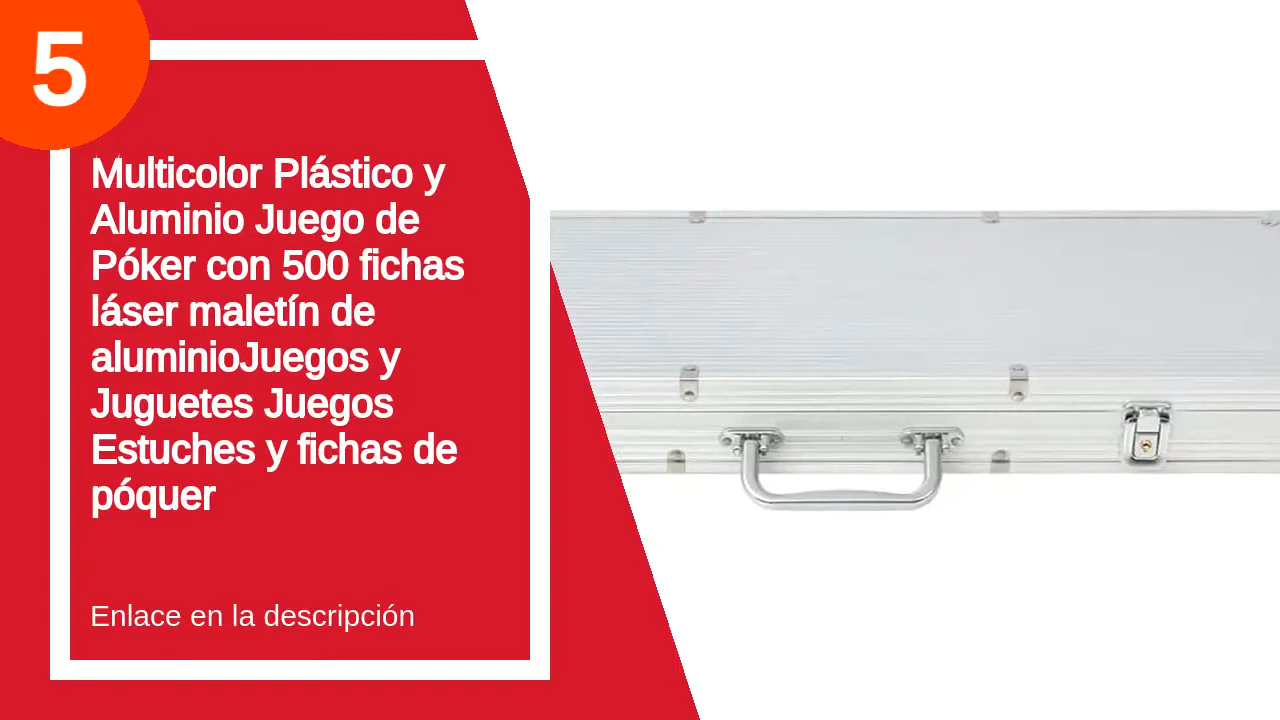 5
Multicolor Plástico y
Aluminio Juego de
Póker con 500 fichas
láser maletín de
aluminioJuegos y
Juguetes Juegos
Estuches y fichas de
póquer
Enlace en la descripción